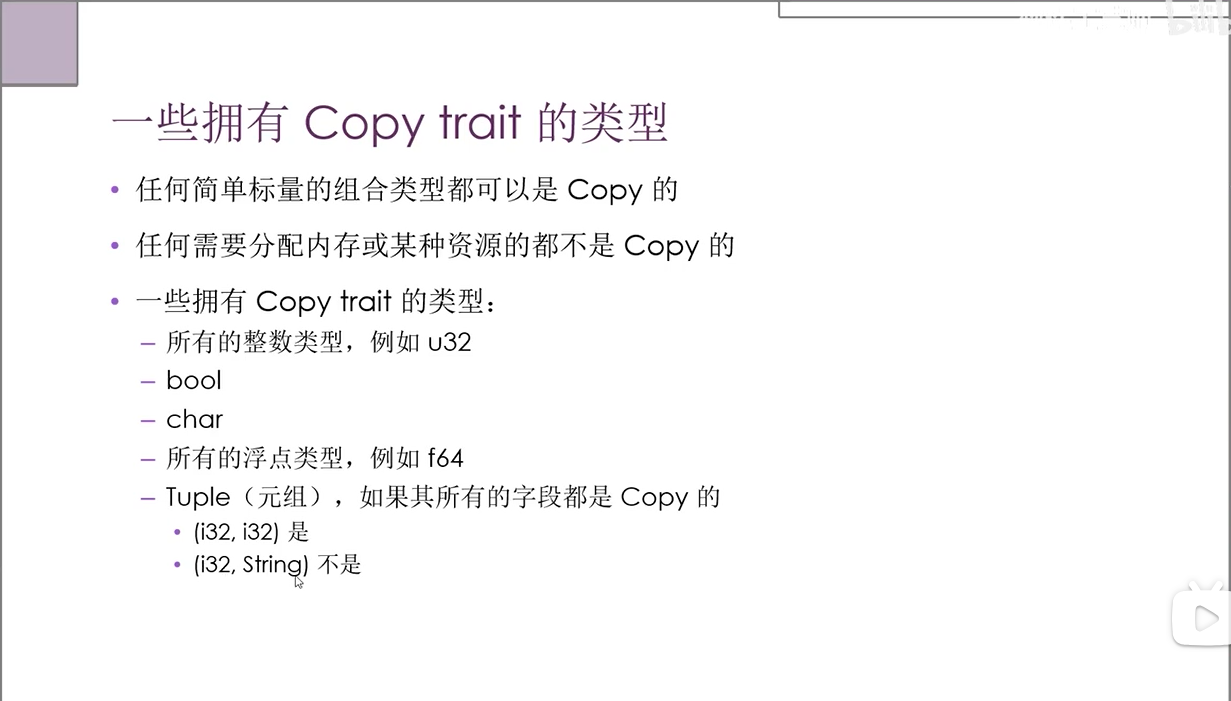 一些拥有 Copy trait 的类型
• 任何简单标量的组合类型都可以是 Copy 的
• 任何需要分配内存或某种资源的都不是 Copy 的
• 一些拥有 Copy trait 的类型：
– 所有的整数类型，例如 u32
– bool
– char
– 所有的浮点类型，例如 f64
– Tuple（元组），如果其所有的字段都是 Copy 的
• (i32, i32) 是
• (i32, String) 不是